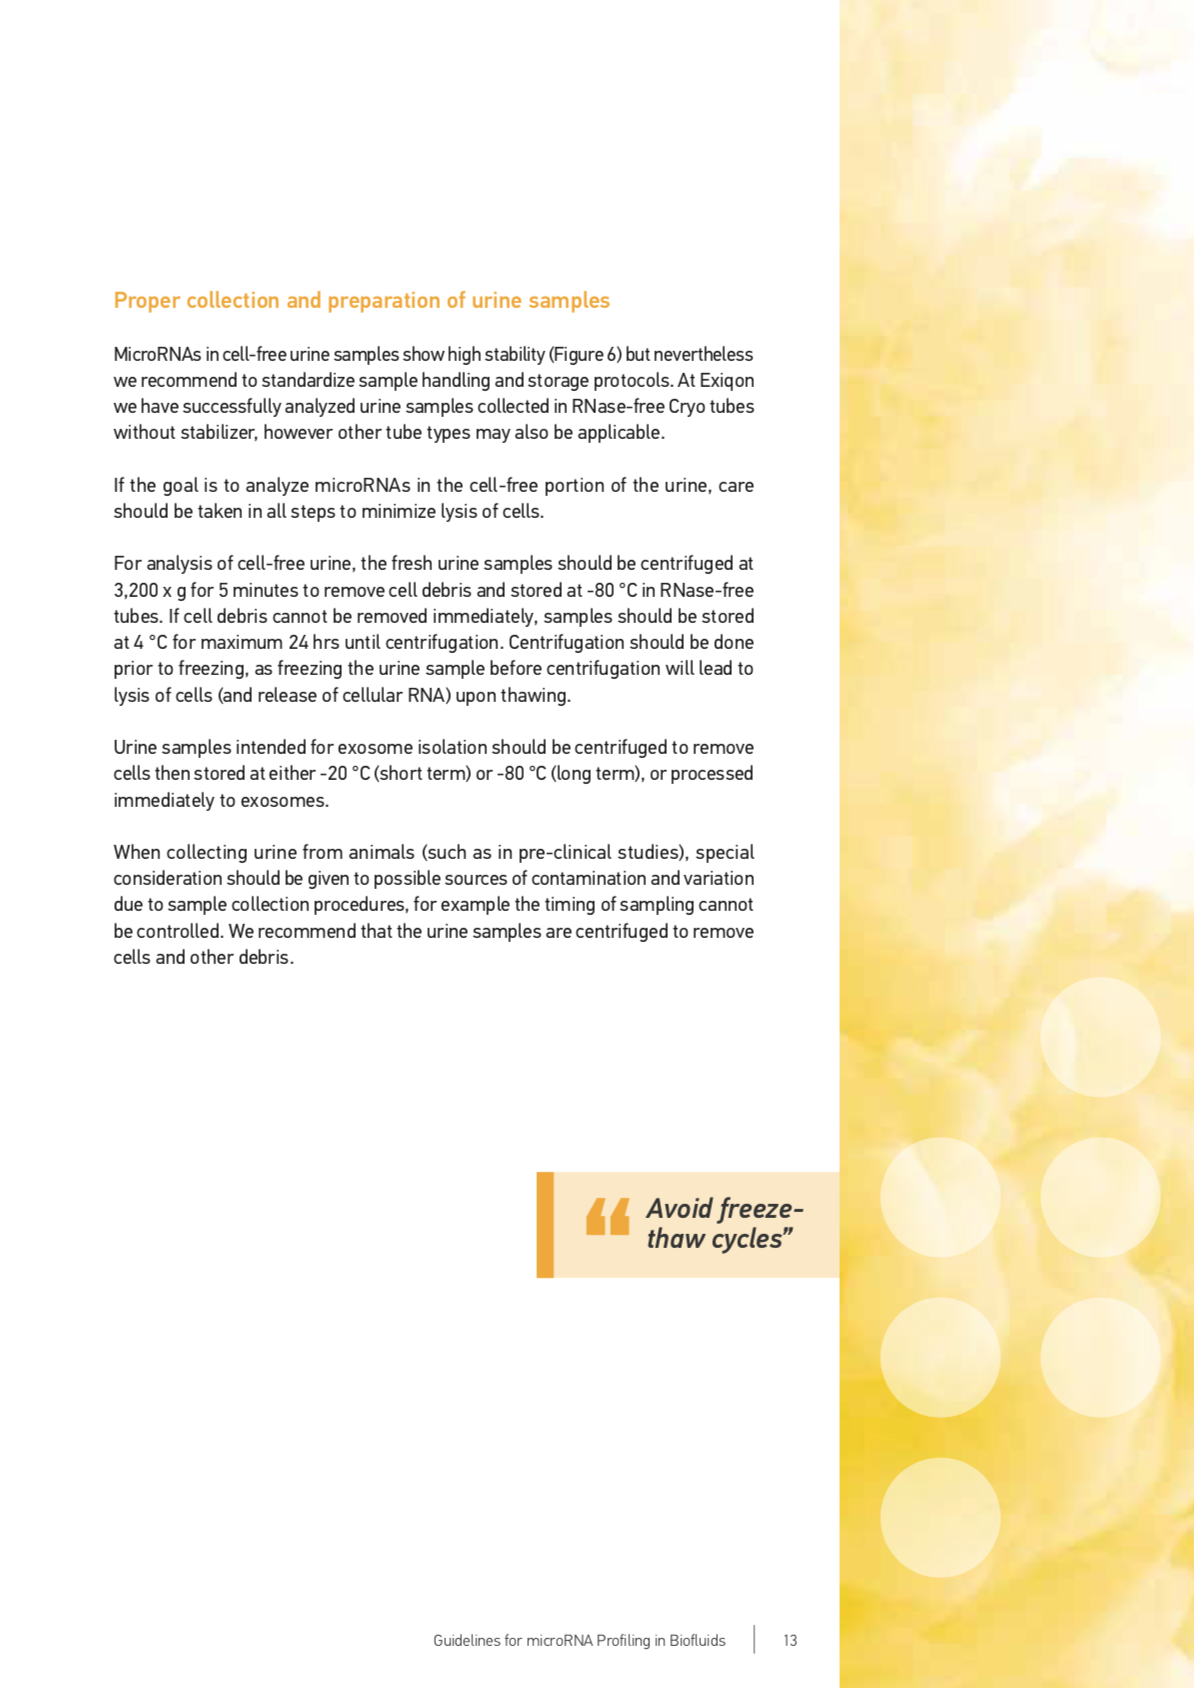 Proper collection and preparation of urine samples
MicroRNAs in cell-free urine samples show high stability (Figure 6) but nevertheless
we recommend to standardize sample handling and storage protocols. At Exiqon
we have successfully analyzed urine samples collected in RNase-free Cryo tubes
without stabilizer, however other tube types may also be applicable.
If the goal is to analyze microRNAs in the cell-free portion of the urine, care
should be taken in all steps to minimize lysis of cells.
For analysis of cell-free urine, the fresh urine samples should be centrifuged at
3,200 x g for 5 minutes to remove cell debris and stored at -80 °C in RNase-free
tubes. If cell debris cannot be removed immediately, samples should be stored
at 4 °C for maximum 24 hrs until centrifugation. Centrifugation should be done
prior to freezing, as freezing the urine sample before centrifugation will lead to
lysis of cells (and release of cellular RNA) upon thawing.
Urine samples intended for exosome isolation should be centrifuged to remove
cells then stored at either -20 °C (short term) or -80 °C (long term), or processed
immediately to exosomes.
When collecting urine from animals (such as in pre-clinical studies), special
consideration should be given to possible sources of contamination and variation
due to sample collection procedures, for example the timing of sampling cannot
be controlled. We recommend that the urine samples are centrifuged to remove
cells and other debris.
“Avoid freeze-
thaw cycles”
Guidelines for microRNA Profiling in Biofluids | 13